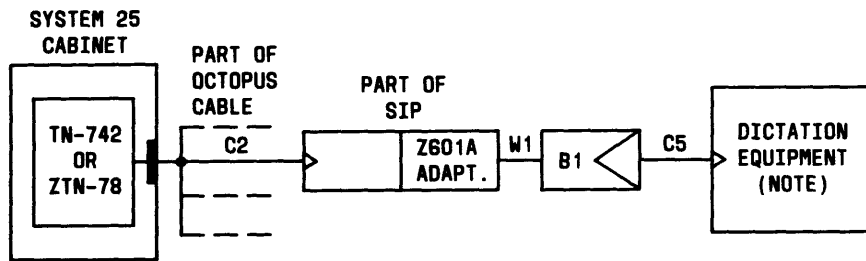 SYSTEM 25
CABINET
TN-742
OR
ZTN-78
PART OF
OCTOPUS
CABLE
C2
PART OF
SIP
Z601A
ADAPT.
W1
B1
C5
DICTATION
EQUIPMENT
(NOTE)